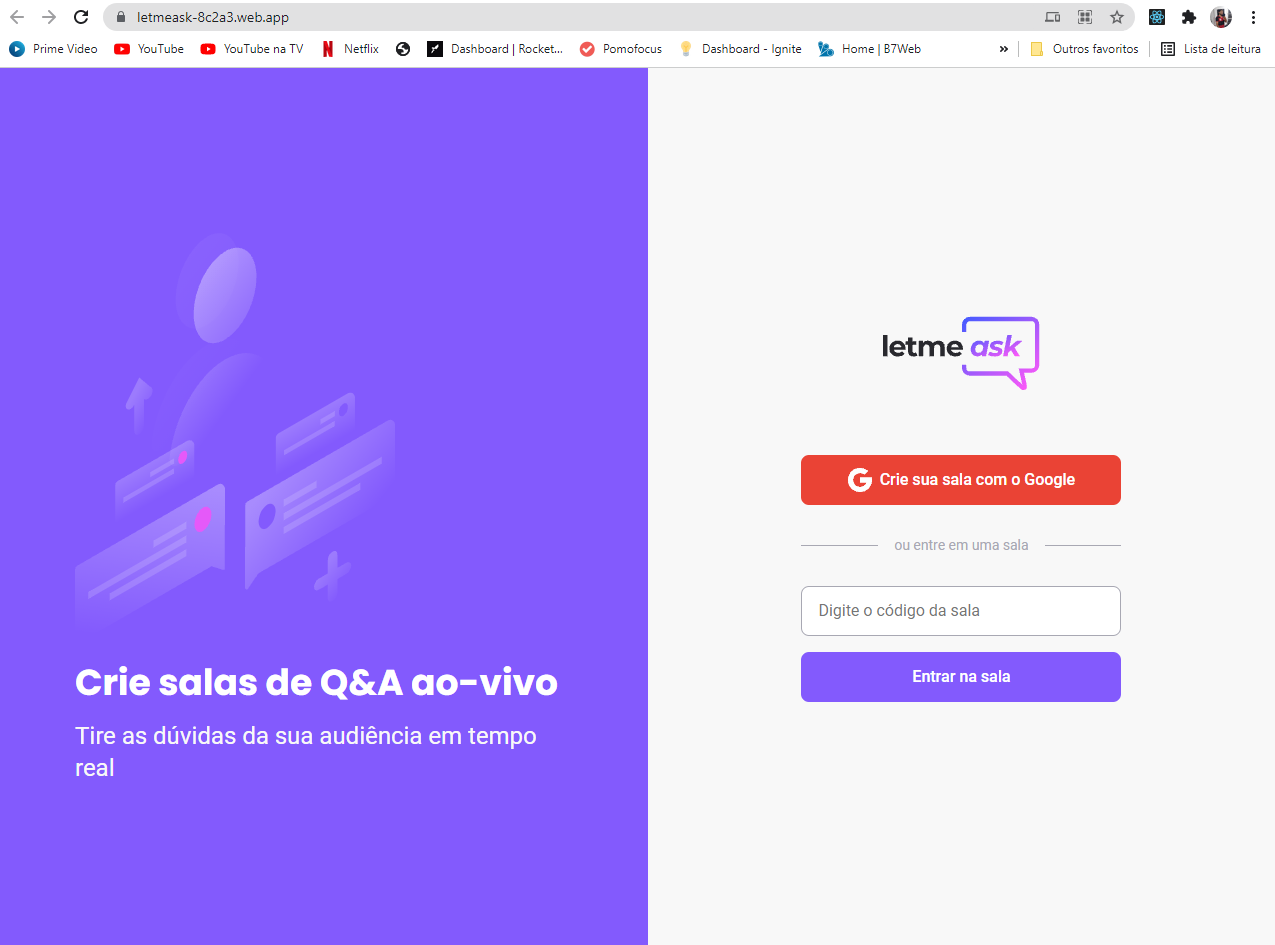 letmeask-8c2a3.web.app
Prime Video
YouTube
YouTube na TV
Netflix
Dashboard | Rocket...
Pomofocus
Dashboard - Ignite
Home | B7Web
»
Outros favoritos
Lista de leitura
Crie salas de Q&A ao-vivo
Tire as dúvidas da sua audiência em tempo
real
letme ask
G Crie sua sala com o Google
ou entre em uma sala
Digite o código da sala
Entrar na sala